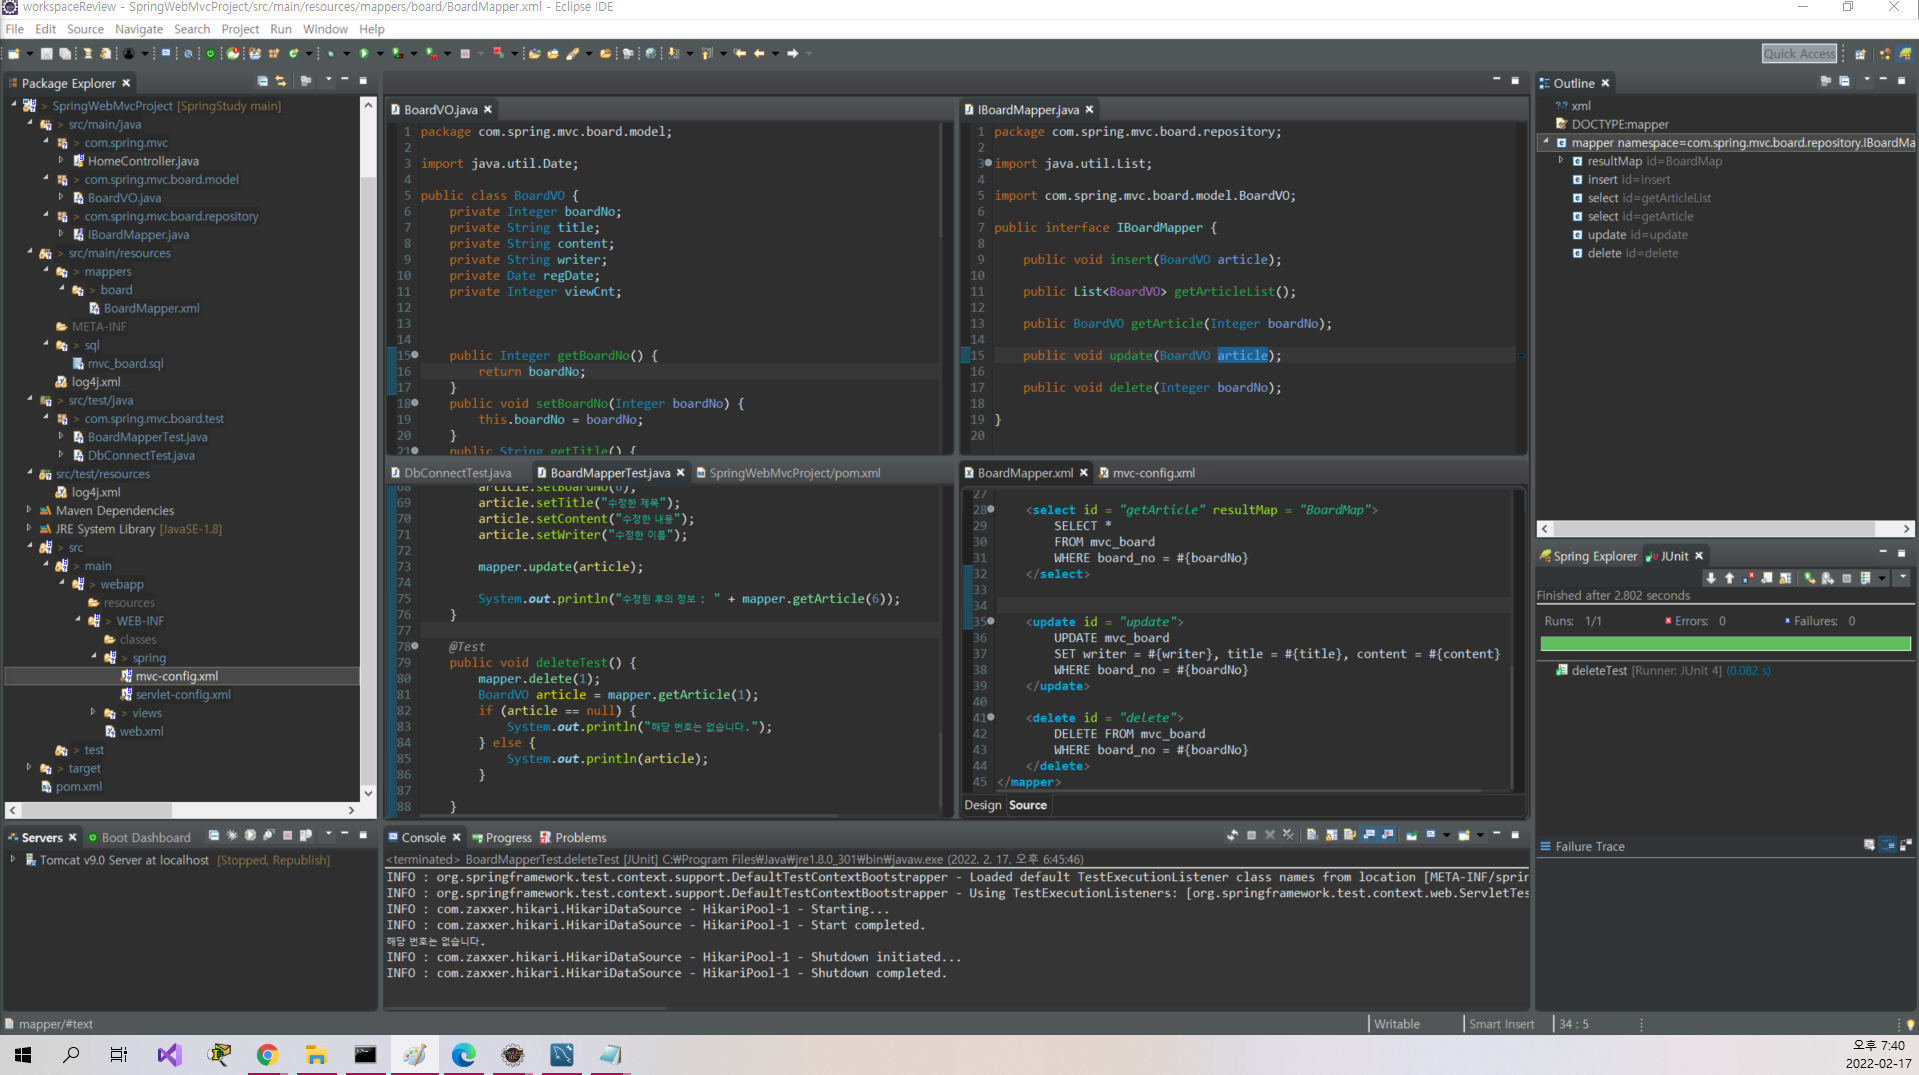 workspaceReview - SpringWebMvcProject/src/main/resources/mappers/board/BoardMapper.xml - Eclipse IDE
File Edit Source Navigate Search Project Run Window Help
Quick Access
Package Explorer
SpringWebMvcProject [SpringStudy main]
src/main/java
com.spring.mvc
HomeController.java
com.spring.mvc.board.model
BoardVO.java
com.spring.mvc.board.repository
IBoardMapper.java
src/main/resources
mappers
board
BoardMapper.xml
META-INF
sql
mvc_board.sql
log4j.xml
src/test/java
com.spring.mvc.board.test
BoardMapperTest.java
DbConnectTest.java
src/test/resources
log4j.xml
Maven Dependencies
JRE System Library [JavaSE-1.8]
src
main
webapp
resources
WEB-INF
classes
spring
mvc-config.xml
servlet-config.xml
views
web.xml
test
target
pom.xml
BoardVO.java
1 package com.spring.mvc.board.model;
2
3 import java.util.Date;
4
5 public class BoardVO {
6 private Integer boardNo;
7 private String title;
8 private String content;
9 private String writer;
10 private Date regDate;
11 private Integer viewCnt;
12
13
14
15 public Integer getBoardNo() {
16 return boardNo;
17 }
18 public void setBoardNo(Integer boardNo) {
19 this.boardNo = boardNo;
20 }
21 public String getTitle() {
IBoardMapper.java
1 package com.spring.mvc.board.repository;
2
3 import java.util.List;
4
5 import com.spring.mvc.board.model.BoardVO;
6
7 public interface IBoardMapper {
8
9 public void insert(BoardVO article);
10
11 public List<BoardVO> getArticleList();
12
13 public BoardVO getArticle(Integer boardNo);
14
15 public void update(BoardVO article);
16
17 public void delete(Integer boardNo);
18
19 }
20
DbConnectTest.java BoardMapperTest.java SpringWebMvcProject/pom.xml
68 article.setBoardNo(6);
69 article.setTitle("수정한 제목");
70 article.setContent("수정한 내용");
71 article.setWriter("수정한 이름");
72
73 mapper.update(article);
74
75 System.out.println("수정된 후의 정보 : " + mapper.getArticle(6));
76 }
77
78 @Test
79 public void deleteTest() {
80 mapper.delete(1);
81 BoardVO article = mapper.getArticle(1);
82 if (article == null) {
83 System.out.println("해당 번호는 없습니다.");
84 } else {
85 System.out.println(article);
86 }
87
88 }
BoardMapper.xml mvc-config.xml
27
28 <select id = "getArticle" resultMap = "BoardMap">
29 SELECT *
30 FROM mvc_board
31 WHERE board_no = #{boardNo}
32 </select>
33
34
35 <update id = "update">
36 UPDATE mvc_board
37 SET writer = #{writer}, title = #{title}, content = #{content}
38 WHERE board_no = #{boardNo}
39 </update>
40
41 <delete id = "delete">
42 DELETE FROM mvc_board
43 WHERE board_no = #{boardNo}
44 </delete>
45 </mapper>
Design Source
Outline
xml
DOCTYPE:mapper
mapper namespace=com.spring.mvc.board.repository.IBoardMa
resultMap id=BoardMap
insert id=insert
select id=getArticleList
select id=getArticle
update id=update
delete id=delete
Spring Explorer JUnit
Finished after 2.802 seconds
Runs: 1/1 Errors: 0 Failures: 0
deleteTest [Runner: JUnit 4] (0.082 s)
Failure Trace
Servers Boot Dashboard
Tomcat v9.0 Server at localhost [Stopped, Republish]
Console Progress Problems
<terminated> BoardMapperTest.deleteTest [JUnit] C:₩Program Files₩Java₩jre1.8.0_301₩bin₩javaw.exe (2022. 2. 17. 오후 6:45:46)
INFO : org.springframework.test.context.support.DefaultTestContextBootstrapper - Loaded default TestExecutionListener class names from location [META-INF/sprin
INFO : org.springframework.test.context.support.DefaultTestContextBootstrapper - Using TestExecutionListeners: [org.springframework.test.context.web.ServletTes
INFO : com.zaxxer.hikari.HikariDataSource - HikariPool-1 - Starting...
INFO : com.zaxxer.hikari.HikariDataSource - HikariPool-1 - Start completed.
해당 번호는 없습니다.
INFO : com.zaxxer.hikari.HikariDataSource - HikariPool-1 - Shutdown initiated...
INFO : com.zaxxer.hikari.HikariDataSource - HikariPool-1 - Shutdown completed.
mapper/#text
Writable Smart Insert 34 : 5
오후 7:40
2022-02-17